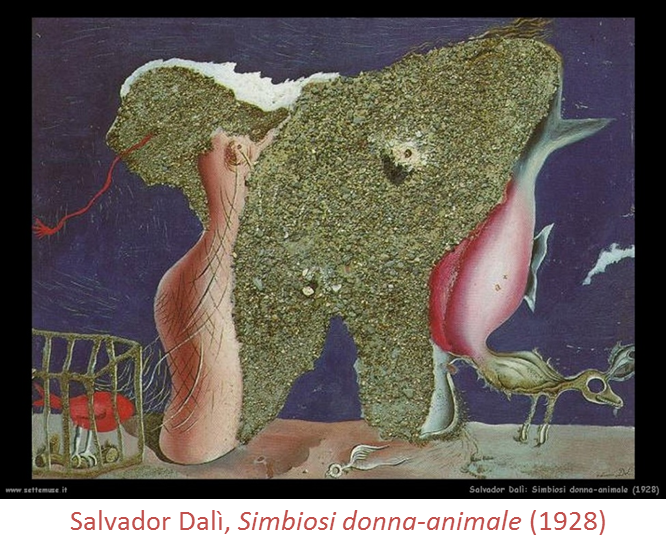 www settemuse it
Salvador Dalì: Simbiosi donna-animale (1928)
Salvador Dalì, Simbiosi donna-animale (1928)